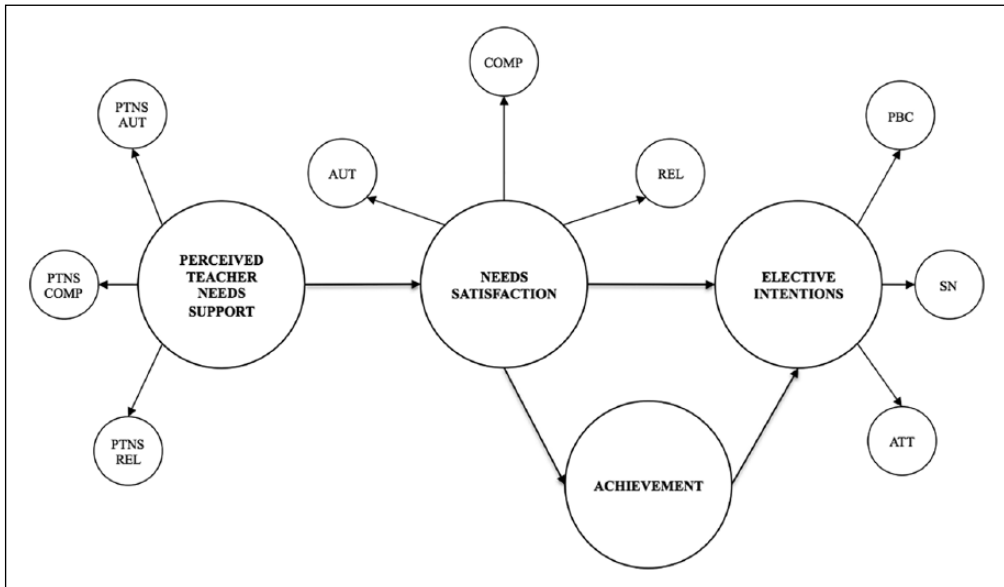 COMP
PTNS
AUT
PBC
AUT
REL
PERCEIVED
TEACHER
NEEDS
SUPPORT
NEEDS
SATISFACTION
ELECTIVE
INTENTIONS
PTNS
COMP
SN
PTNS
REL
ATT
ACHIEVEMENT